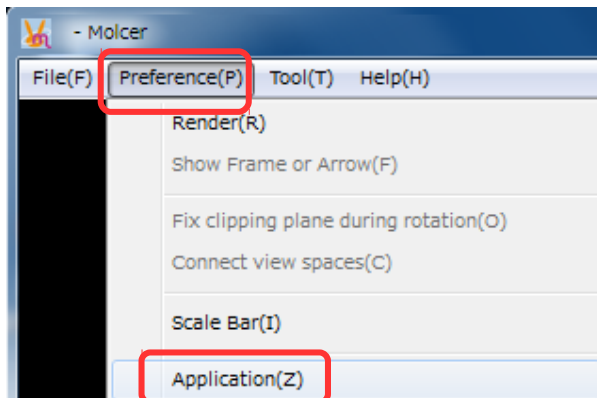 - Molcer
File(F) Preference(P) Tool(T) Help(H)
Render(R)
Show Frame or Arrow(F)
Fix clipping plane during rotation(O)
Connect view spaces(C)
Scale Bar(I)
Application(Z)